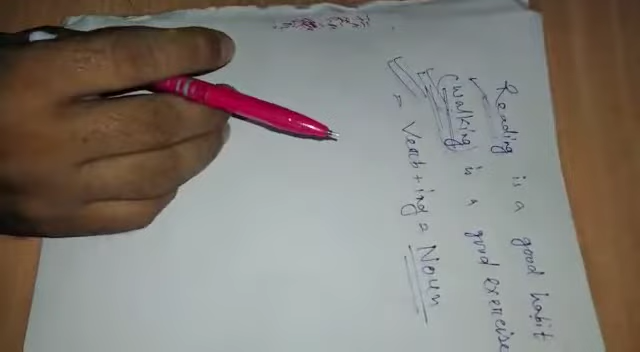 Reading is a good habit
(Walking) is a good exercise
= Verb + ing = Noun